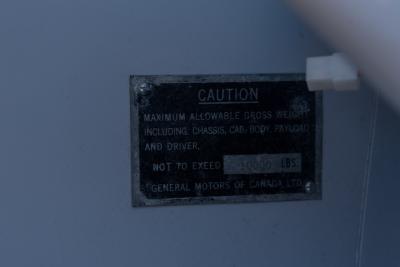 CAUTION
MAXIMUM ALLOWABLE GROSS WEIGHT
INCLUDING, CHASSIS, CAB, BODY, PAYLOAD
AND DRIVER,
NOT TO EXCEED LBS.
GENERAL MOTORS OF CANADA, LTD.